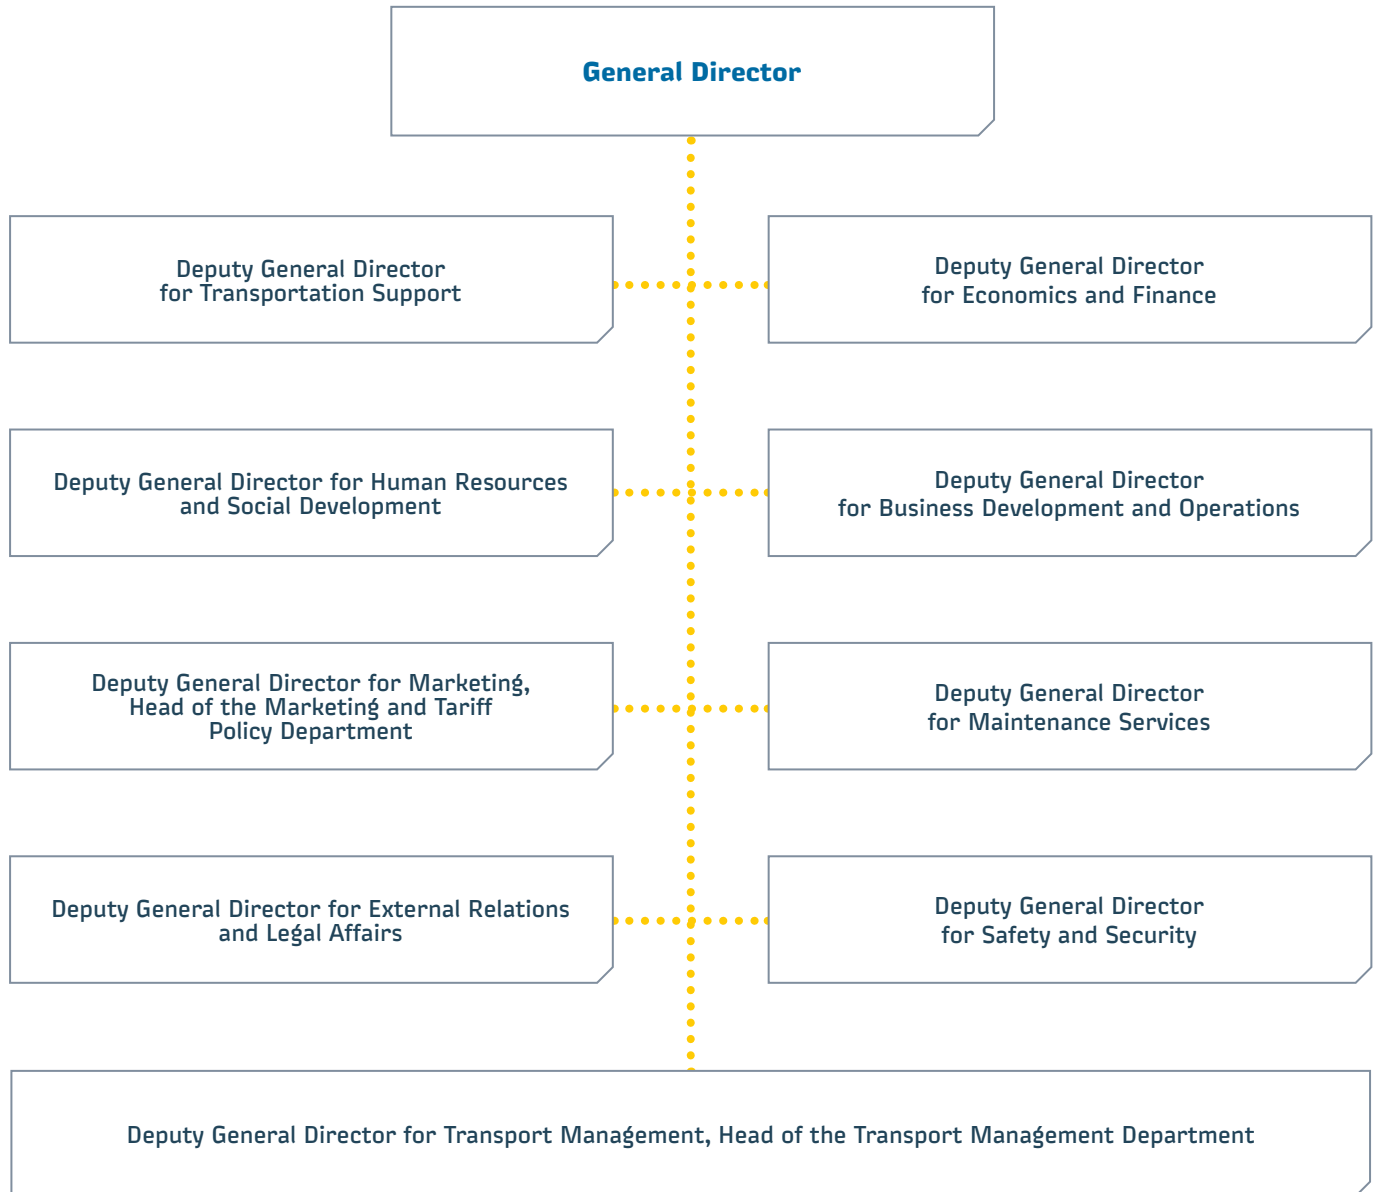 General Director
Deputy General Director
for Transportation Support
Deputy General Director
for Economics and Finance
Deputy General Director for Human Resources
and Social Development
Deputy General Director
for Business Development and Operations
Deputy General Director for Marketing,
Head of the Marketing and Tariff
Policy Department
Deputy General Director
for Maintenance Services
Deputy General Director for External Relations
and Legal Affairs
Deputy General Director
for Safety and Security
Deputy General Director for Transport Management, Head of the Transport Management Department